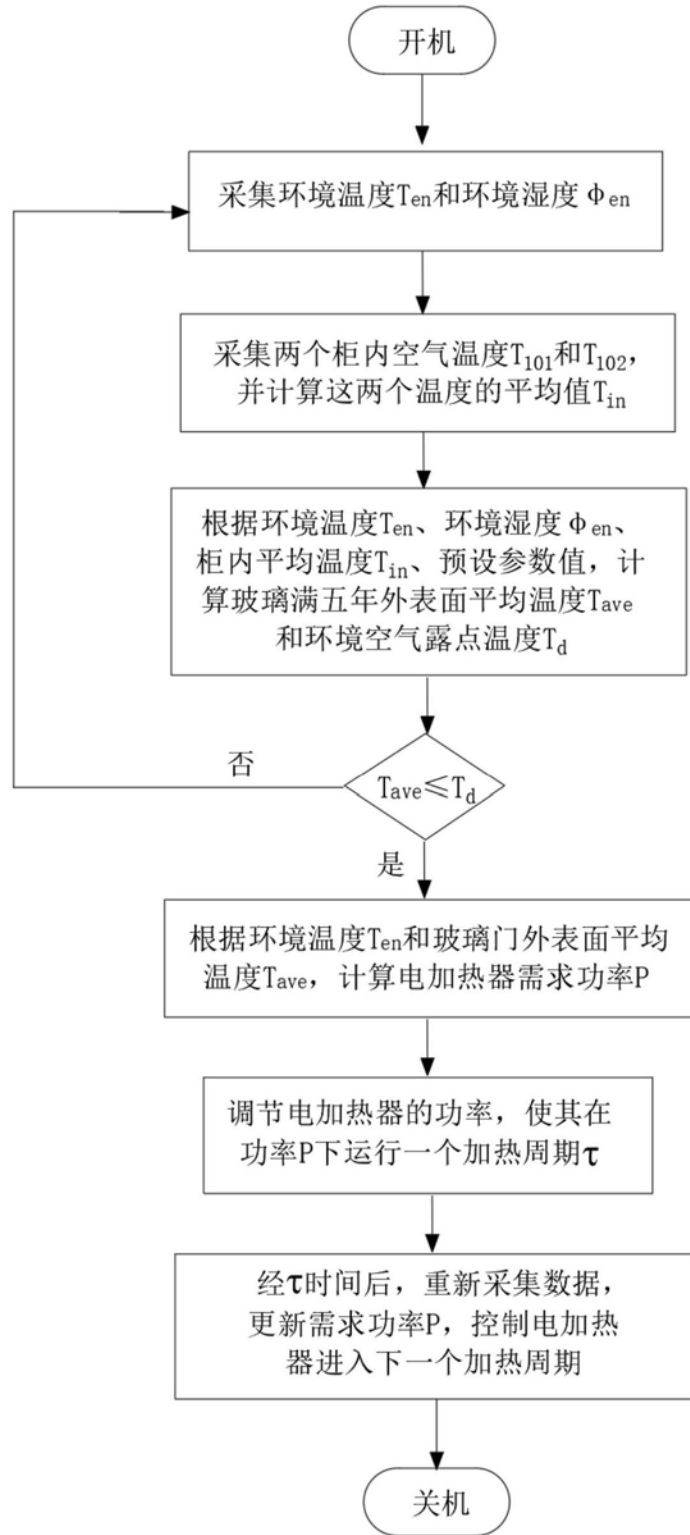 开机
采集环境温度Ten和环境湿度φen
采集两个柜内空气温度T101和T102，
并计算这两个温度的平均值Tin
根据环境温度Ten、环境湿度φen、
柜内平均温度Tin、预设参数值，计
算玻璃满五年外表面平均温度Tave
和环境空气露点温度Td
否
Tave≤Td
是
根据环境温度Ten和玻璃门外表面平均
温度Tave，计算电加热器需求功率P
调节电加热器的功率，使其在
功率P下运行一个加热周期τ
经τ时间后，重新采集数据，
更新需求功率P，控制电加热
器进入下一个加热周期
关机